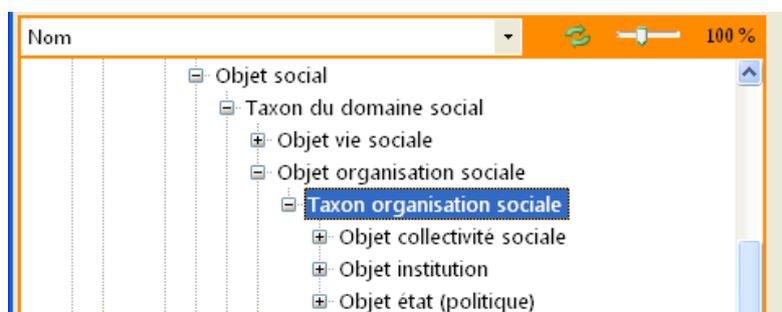 Nom 100 %
Objet social
Taxon du domaine social
Objet vie sociale
Objet organisation sociale
Taxon organisation sociale
Objet collectivité sociale
Objet institution
Objet état (politique)